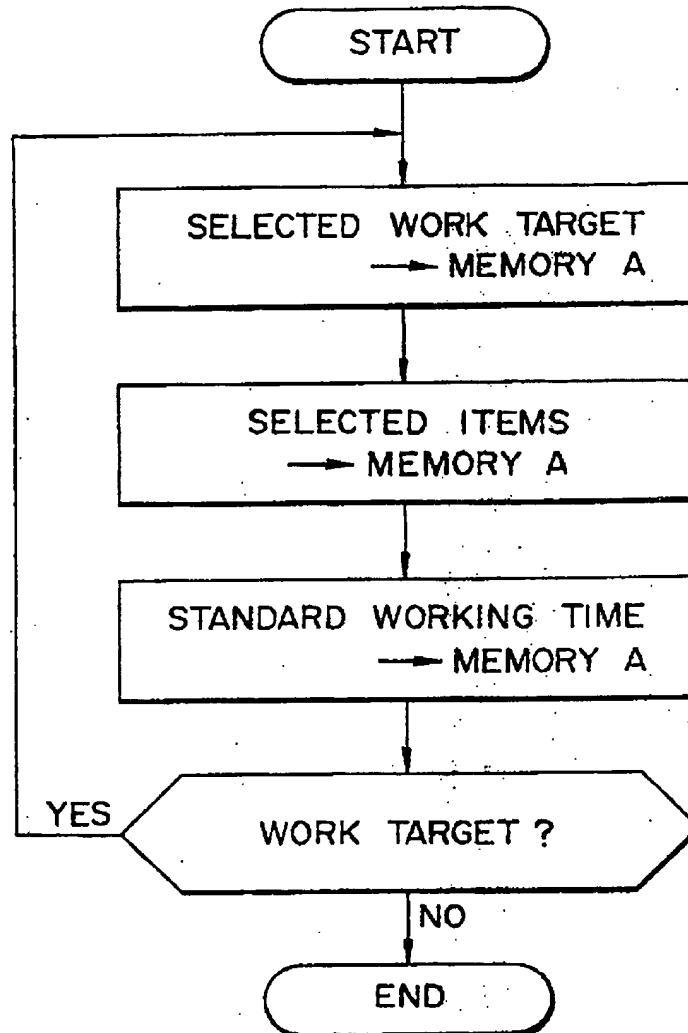 START
SELECTED WORK TARGET
→ MEMORY A
SELECTED ITEMS
→ MEMORY A
STANDARD WORKING TIME
→ MEMORY A
YES
WORK TARGET?
NO
END